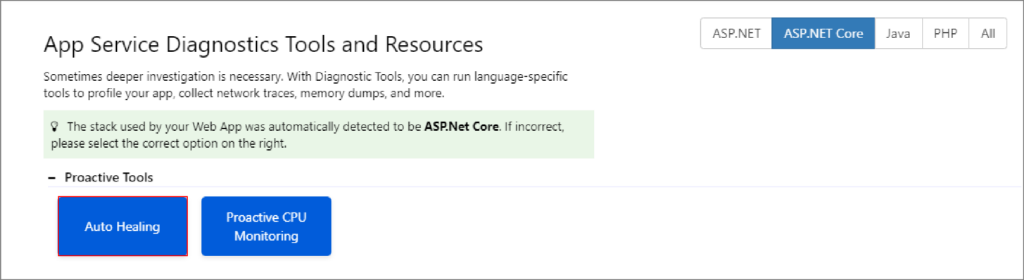 ASP.NET
ASP.NET Core
Java
PHP
All
App Service Diagnostics Tools and Resources
Sometimes deeper investigation is necessary. With Diagnostic Tools, you can run language-specific
tools to profile your app, collect network traces, memory dumps, and more.
The stack used by your Web App was automatically detected to be ASP.Net Core. If incorrect,
please select the correct option on the right.
Proactive Tools
Auto Healing
Proactive CPU
Monitoring